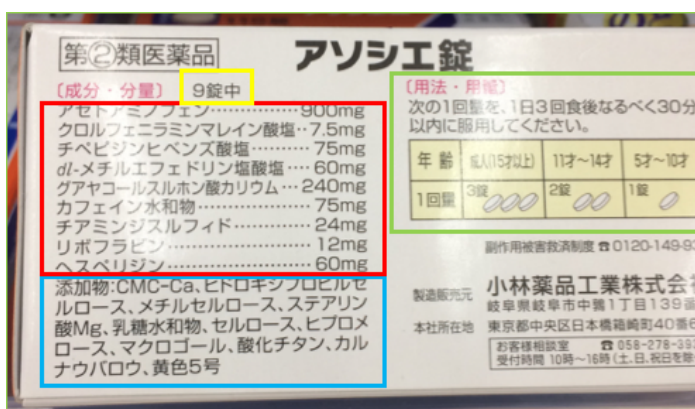 第②類医薬品
アソシエ錠
〔成分・分量〕 9錠中
アセトアミノフェン……………900mg
クロルフェニラミンマレイン酸塩‥7.5mg
チペピジンヒベンズ酸塩…………75mg
dl-メチルエフェドリン塩酸塩‥‥60mg
グアヤコールスルホン酸カリウム…240mg
カフェイン水和物…………………75mg
チアミンジスルフィド……………24mg
リボフラビン………………………12mg
ヘスペリジン………………………60mg
添加物:CMC-Ca、ヒドロキシプロピルセ
ルロース、メチルセルロース、ステアリン
酸Mg、乳糖水和物、セルロース、ヒプロメ
ロース、マクロゴール、酸化チタン、カル
ナウバロウ、黄色5号
〔用法・用量〕
次の1回量を、1日3回食後なるべく30分
以内に服用してください。
年齢 成人(15才以上) 11才〜14才 5才〜10才
1回量 3錠 2錠 1錠
副作用被害救済制度 ☎0120-149-93
製造販売元 小林薬品工業株式会社
岐阜県岐阜市中鶉1丁目139番
本社所在地 東京都中央区日本橋箱崎町40番6
お客様相談室 ☎058-278-393
受付時間 10時〜16時(土、日、祝日を除